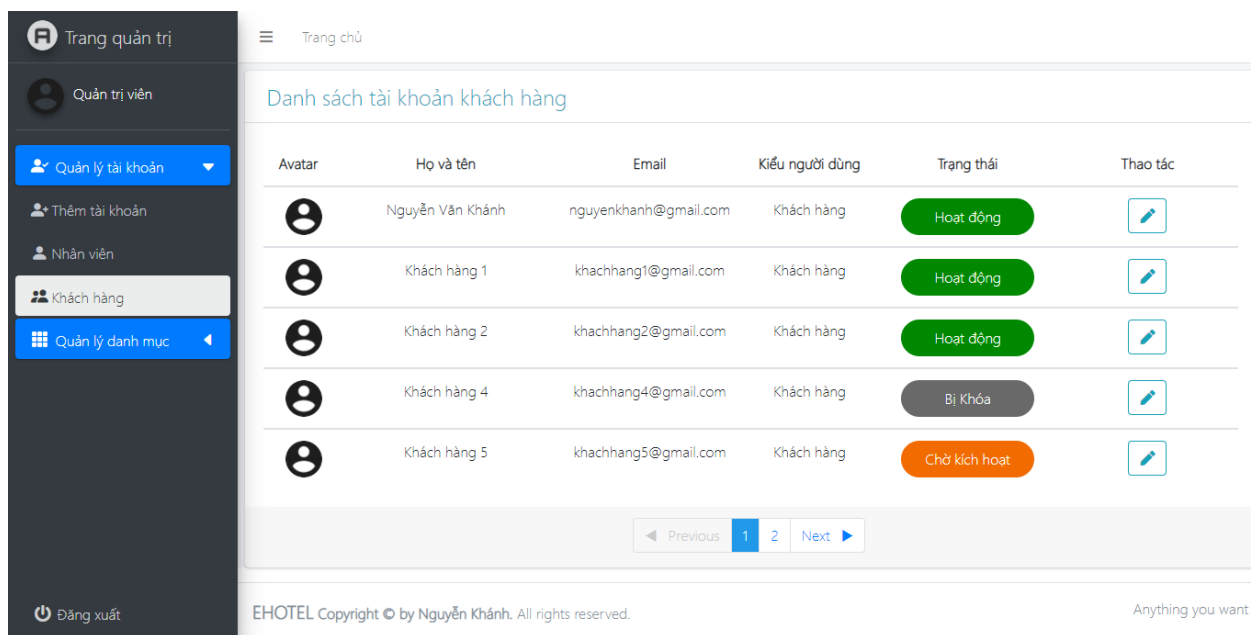 Trang quản trị
Trang chủ
Quản trị viên
Quản lý tài khoản
Thêm tài khoản
Nhân viên
Khách hàng
Quản lý danh mục
Đăng xuất
Danh sách tài khoản khách hàng
Avatar Họ và tên Email Kiểu người dùng Trạng thái Thao tác
Nguyễn Văn Khánh nguyenkhanh@gmail.com Khách hàng Hoạt động
Khách hàng 1 khachhang1@gmail.com Khách hàng Hoạt động
Khách hàng 2 khachhang2@gmail.com Khách hàng Hoạt động
Khách hàng 4 khachhang4@gmail.com Khách hàng Bị Khóa
Khách hàng 5 khachhang5@gmail.com Khách hàng Chờ kích hoạt
Previous 1 2 Next
EHOTEL Copyright © by Nguyễn Khánh. All rights reserved. Anything you want